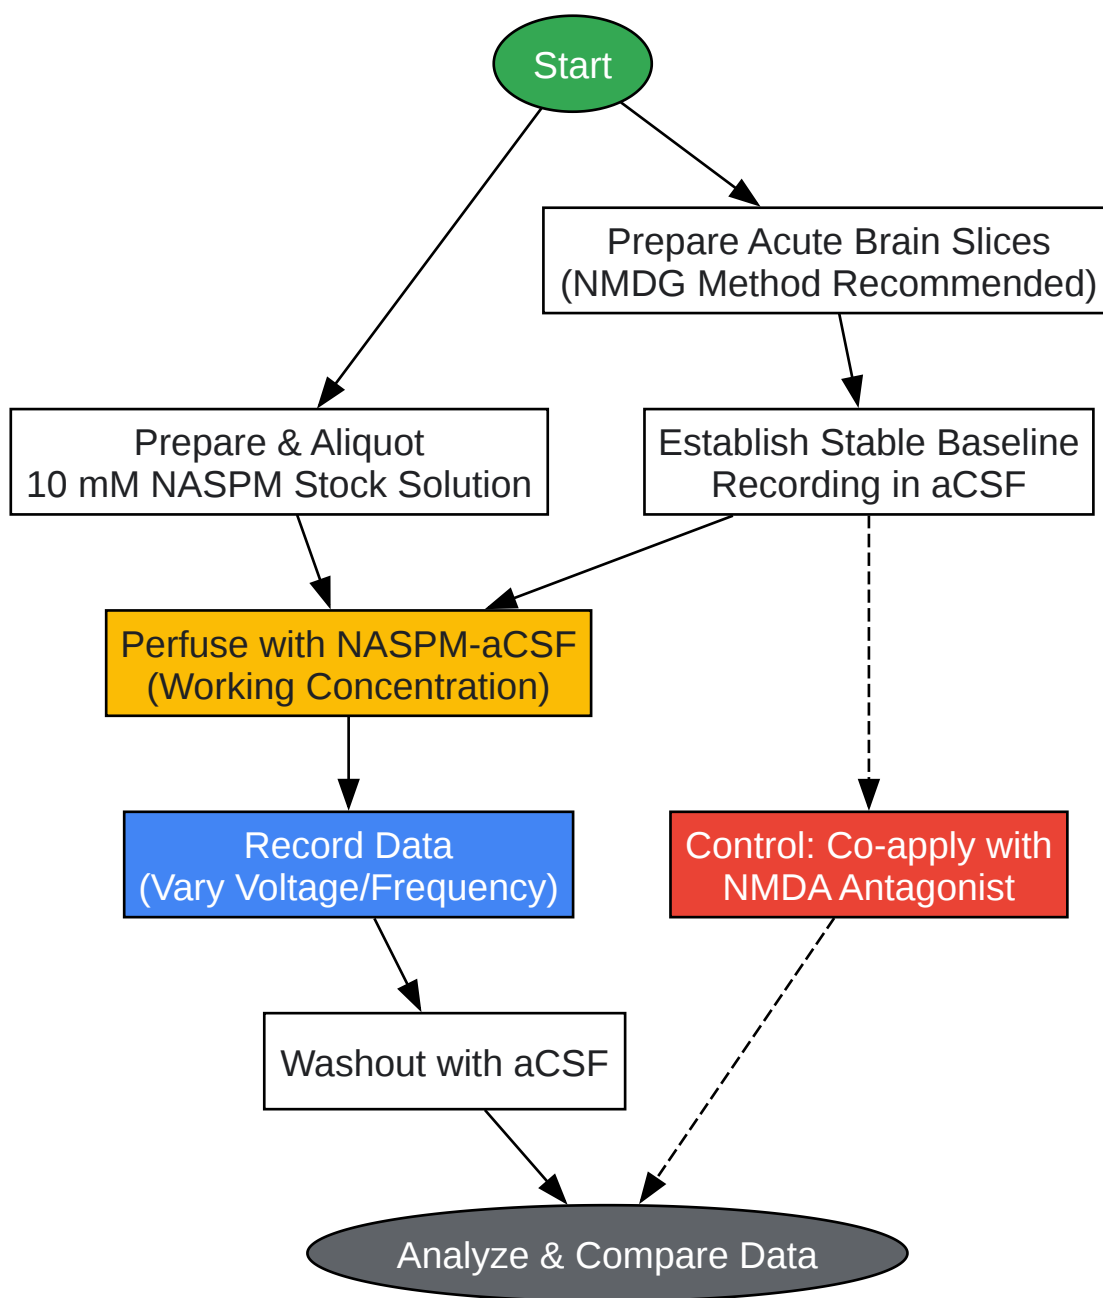 Start
Prepare Acute Brain Slices
(NMDG Method Recommended)
Prepare & Aliquot
10 mM NASPM Stock Solution
Establish Stable Baseline
Recording in aCSF
Perfuse with NASPM-aCSF
(Working Concentration)
Record Data
(Vary Voltage/Frequency)
Control: Co-apply with
NMDA Antagonist
Washout with aCSF
Analyze & Compare Data